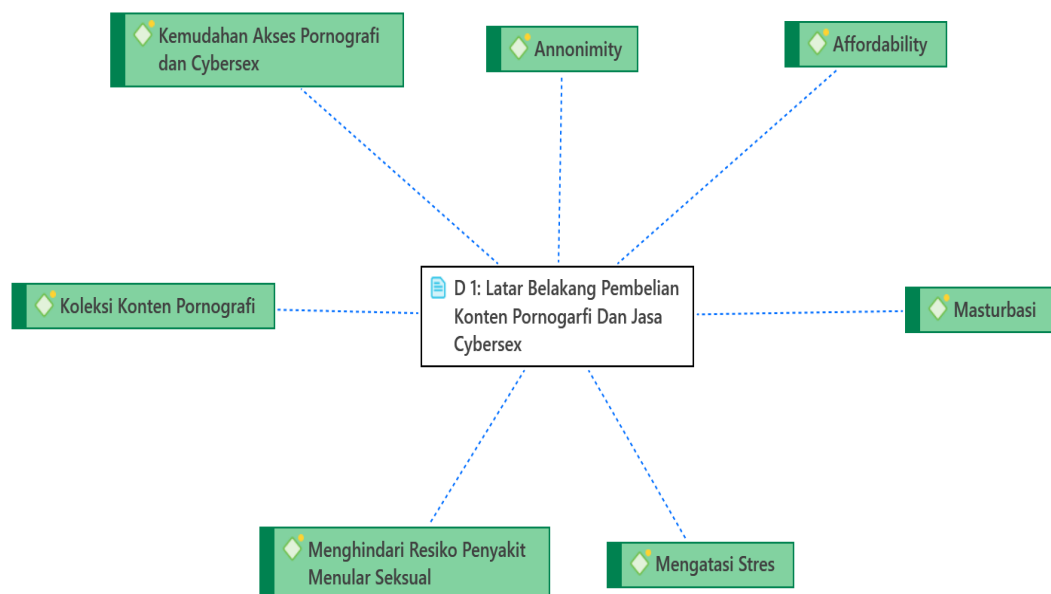 Kemudahan Akses Pornografi
dan Cybersex
Annonimity
Affordability
Koleksi Konten Pornografi
D 1: Latar Belakang Pembelian
Konten Pornogarfi Dan Jasa
Cybersex
Masturbasi
Menghindari Resiko Penyakit
Menular Seksual
Mengatasi Stres